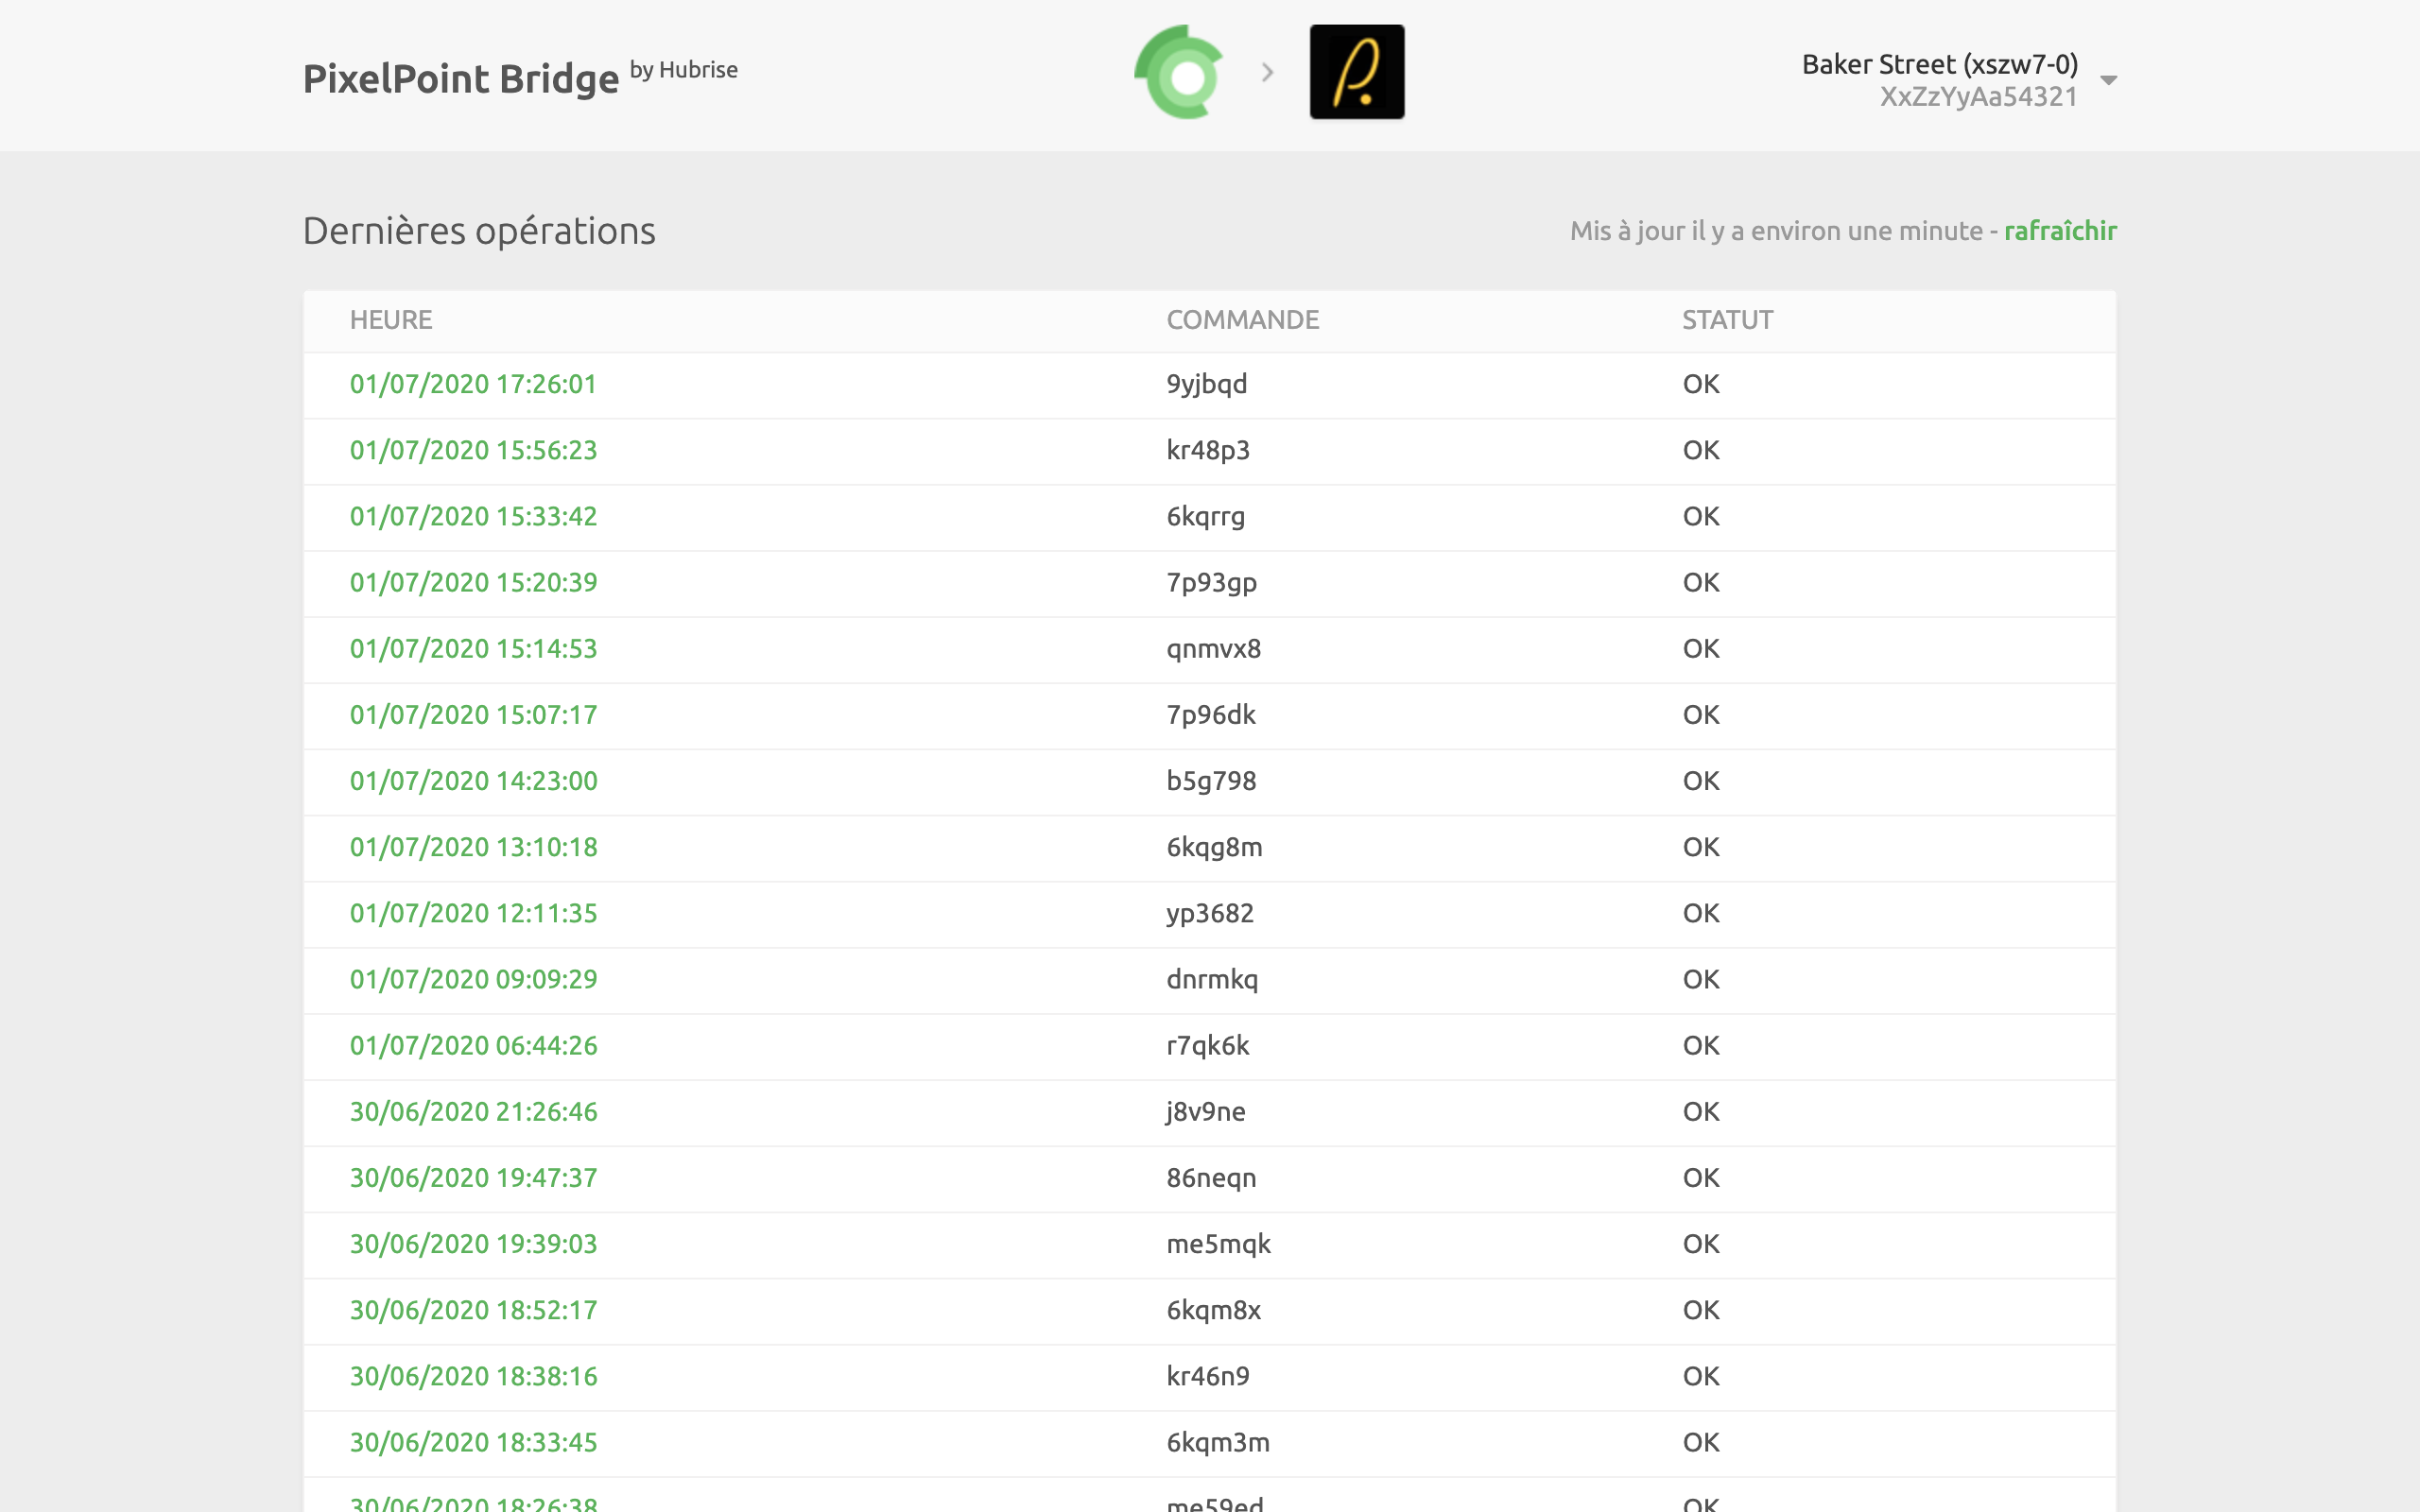 PixelPoint Bridge by Hubrise
Baker Street (xszw7-0)
XxZzYyAa54321
Dernières opérations
Mis à jour il y a environ une minute - rafraîchir
HEURE COMMANDE STATUT
01/07/2020 17:26:01 9yjbqd OK
01/07/2020 15:56:23 kr48p3 OK
01/07/2020 15:33:42 6kqrrg OK
01/07/2020 15:20:39 7p93gp OK
01/07/2020 15:14:53 qnmvx8 OK
01/07/2020 15:07:17 7p96dk OK
01/07/2020 14:23:00 b5g798 OK
01/07/2020 13:10:18 6kqg8m OK
01/07/2020 12:11:35 yp3682 OK
01/07/2020 09:09:29 dnrmkq OK
01/07/2020 06:44:26 r7qk6k OK
30/06/2020 21:26:46 j8v9ne OK
30/06/2020 19:47:37 86neqn OK
30/06/2020 19:39:03 me5mqk OK
30/06/2020 18:52:17 6kqm8x OK
30/06/2020 18:38:16 kr46n9 OK
30/06/2020 18:33:45 6kqm3m OK
30/06/2020 18:26:38 me59ed OK